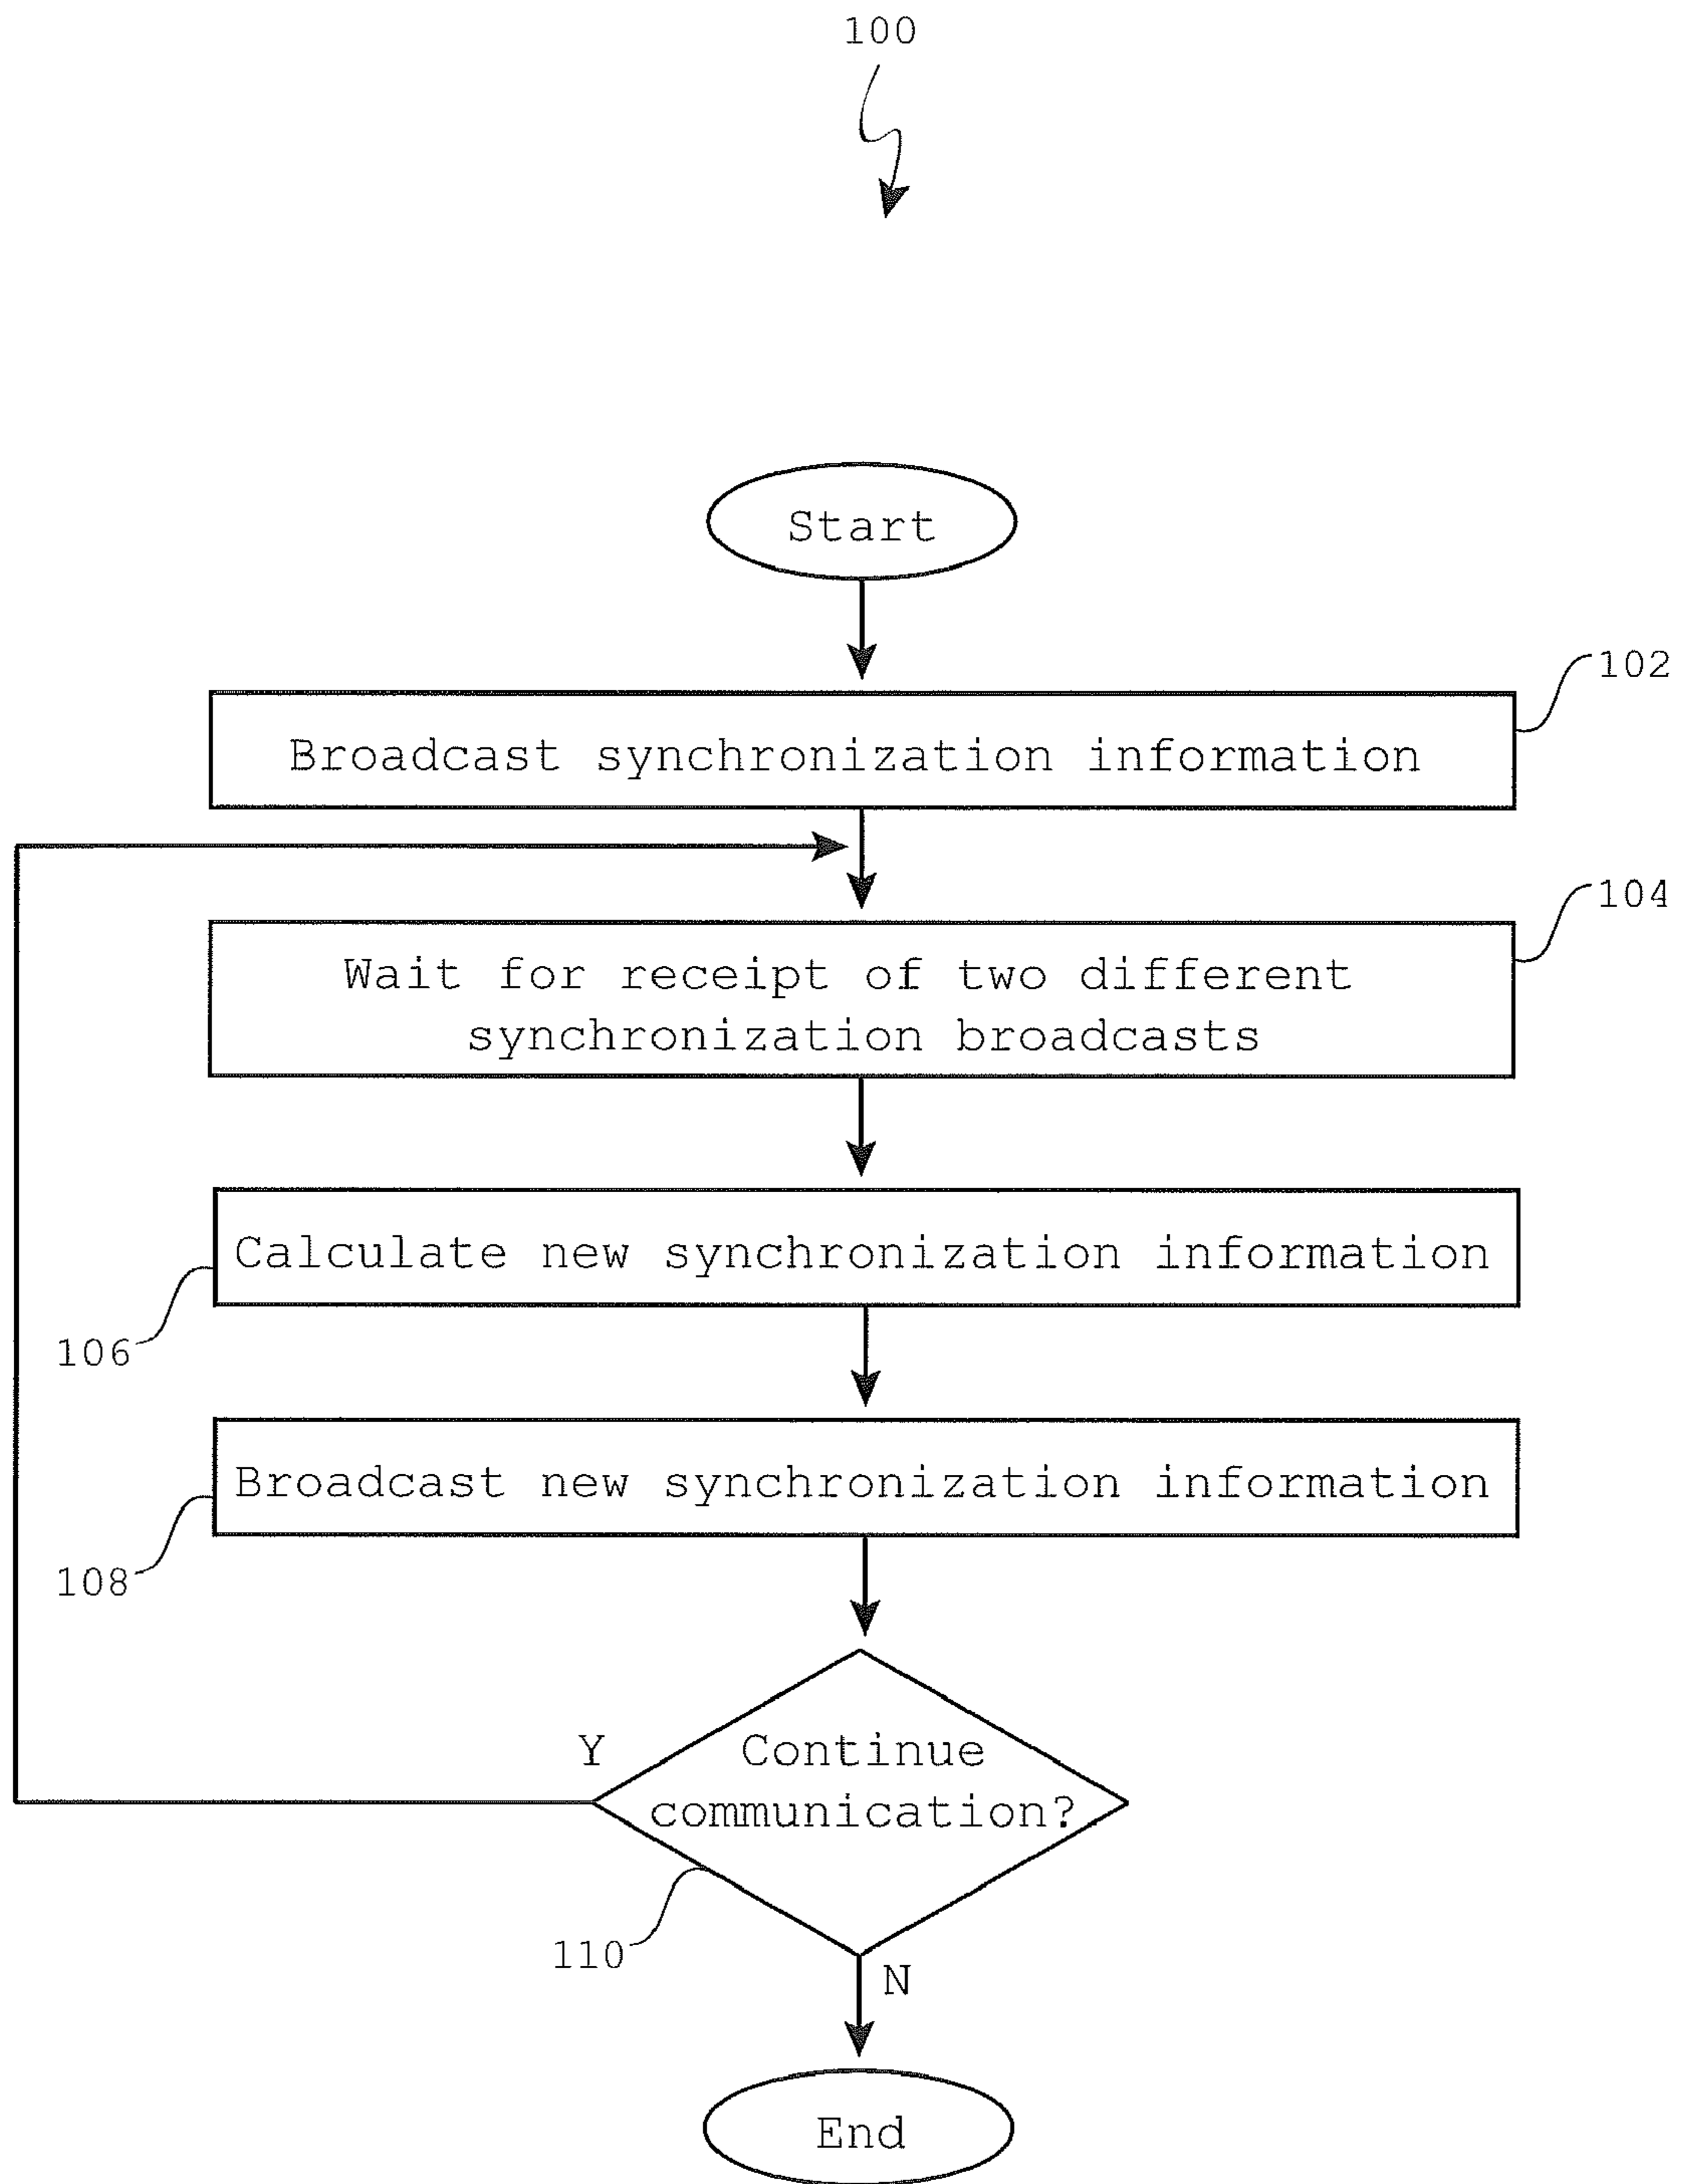 100
Start
102
Broadcast synchronization information
104
Wait for receipt of two different
synchronization broadcasts
Calculate new synchronization information
106
Broadcast new synchronization information
108
Y
Continue
communication?
110
N
End